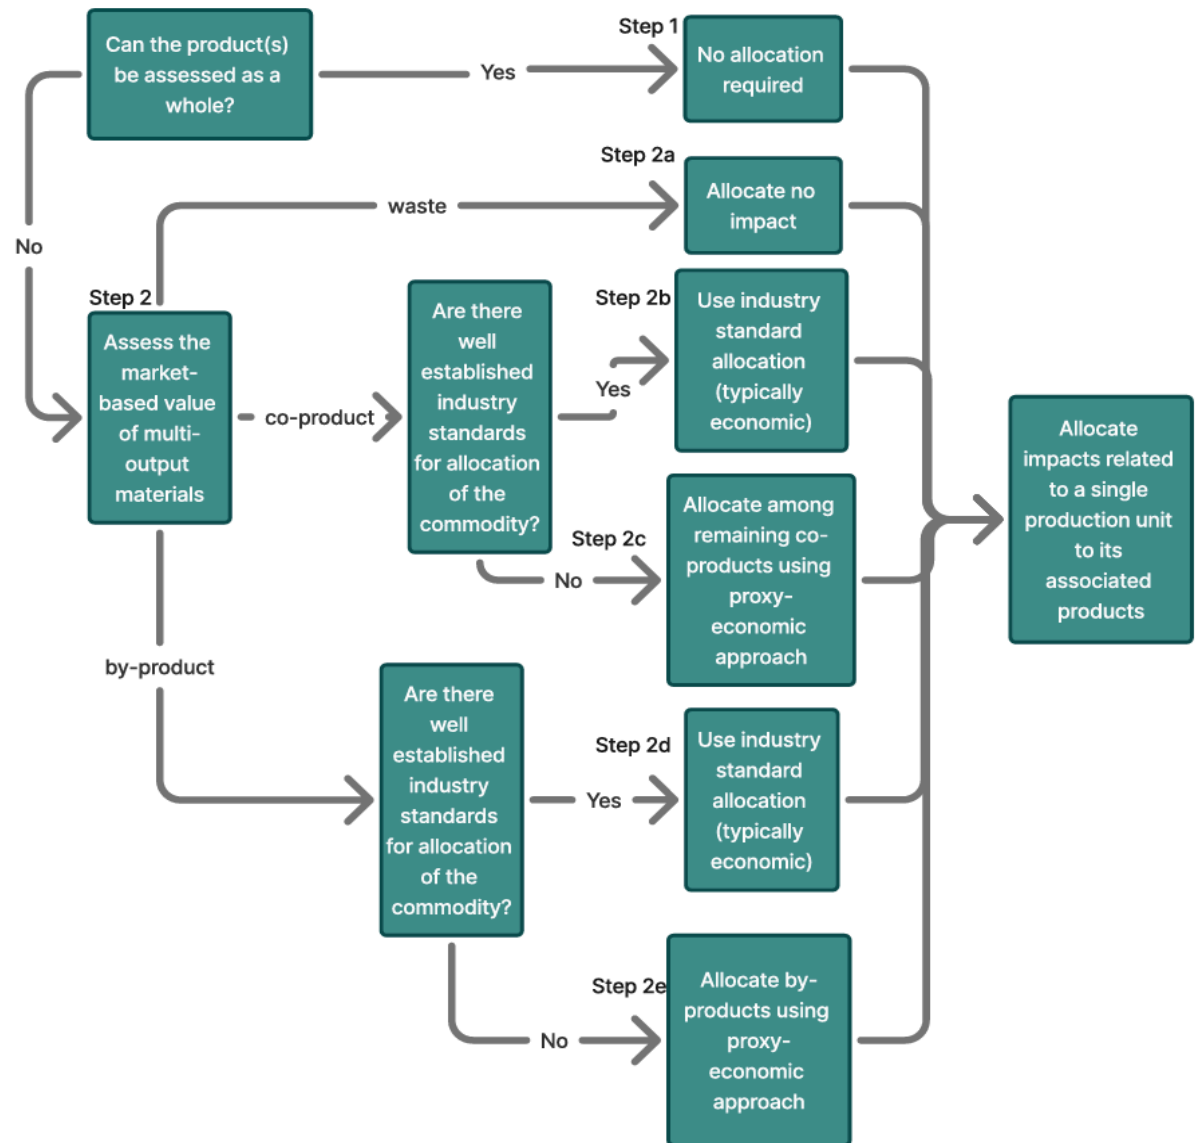 Can the product(s)
be assessed as a
whole?
Yes
Step 1
No allocation
required
No
Step 2a
waste
Allocate no
impact
Step 2
Assess the
market-
based value
of multi-
output
materials
co-product
Are there
well
established
industry
standards
for allocation
of the
commodity?
Step 2b
Yes
Use industry
standard
allocation
(typically
economic)
Step 2c
No
Allocate among
remaining co-
products using
proxy-
economic
approach
by-product
Are there
well
established
industry
standards
for allocation
of the
commodity?
Step 2d
Yes
Use industry
standard
allocation
(typically
economic)
Step 2e
No
Allocate by-
products using
proxy-
economic
approach
Allocate
impacts related
to a single
production unit
to its
associated
products